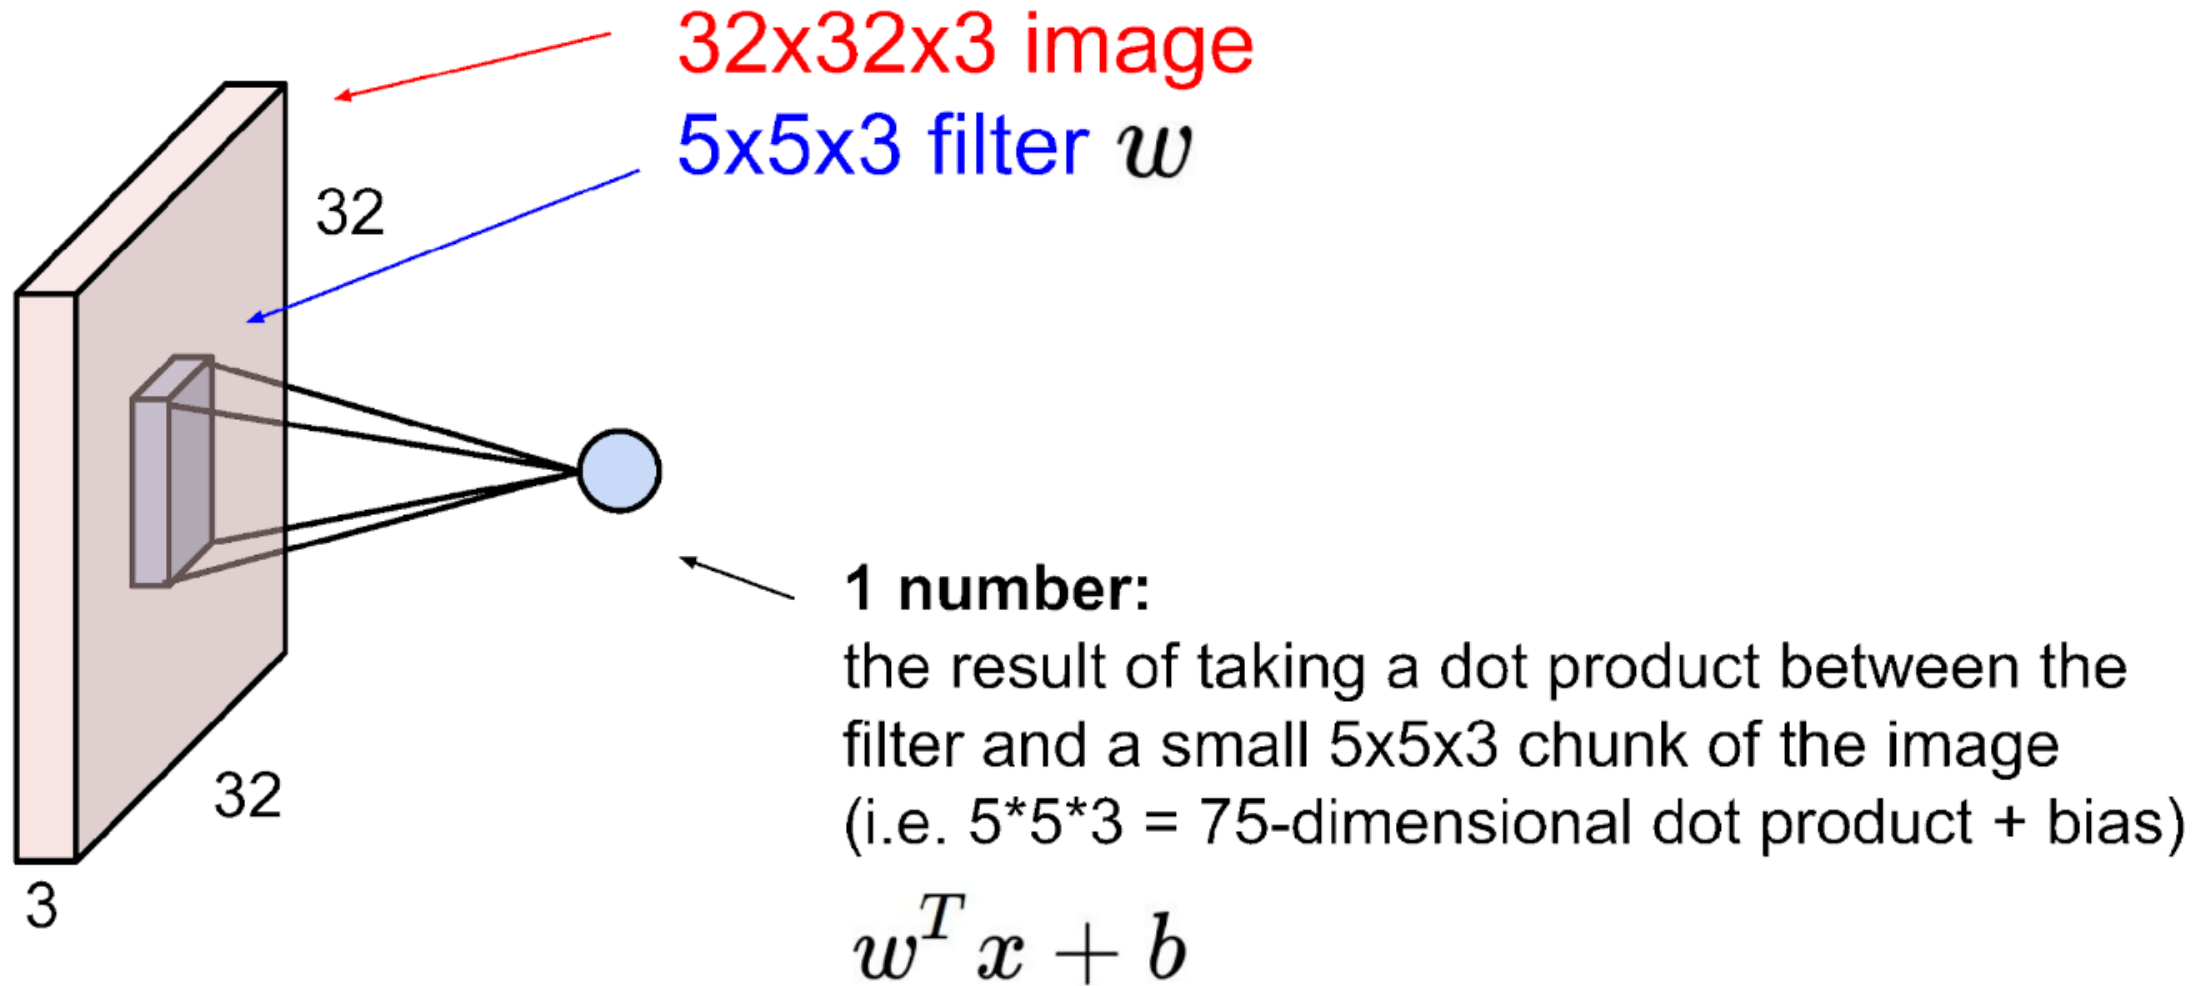 32x32x3 image
5x5x3 filter w
32
32
3
1 number:
the result of taking a dot product between the
filter and a small 5x5x3 chunk of the image
(i.e. 5*5*3 = 75-dimensional dot product + bias)
w^T x + b